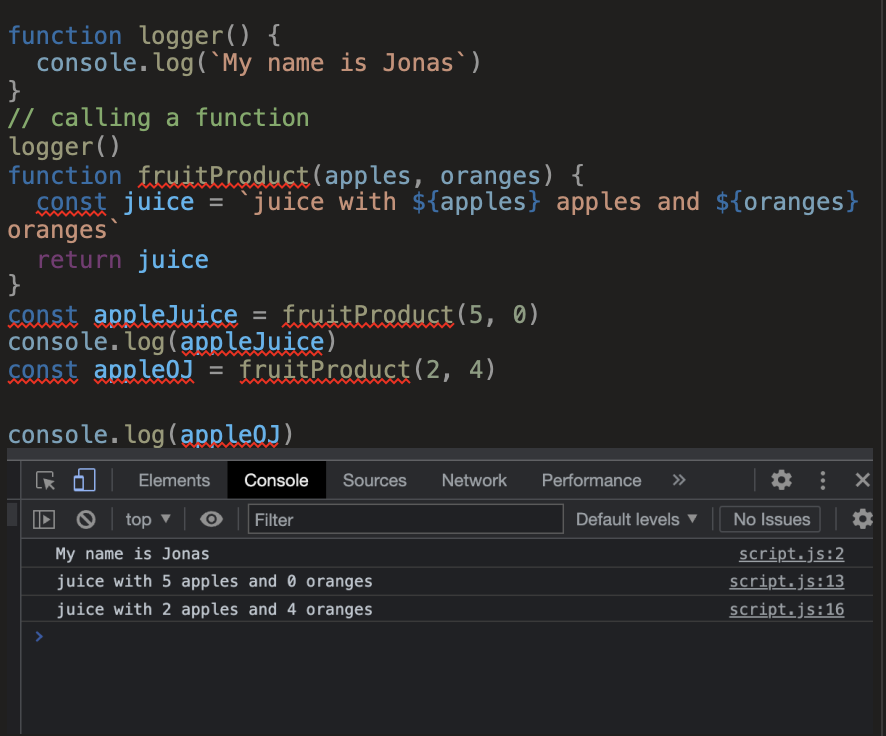 function logger() {
  console.log(`My name is Jonas`)
}
// calling a function
logger()
function fruitProduct(apples, oranges) {
  const juice = `juice with ${apples} apples and ${oranges}
oranges`
  return juice
}
const appleJuice = fruitProduct(5, 0)
console.log(appleJuice)
const appleOJ = fruitProduct(2, 4)
console.log(appleOJ)
Elements Console Sources Network Performance »
top ▼ Filter Default levels ▼ No Issues
My name is Jonas script.js:2
juice with 5 apples and 0 oranges script.js:13
juice with 2 apples and 4 oranges script.js:16
>